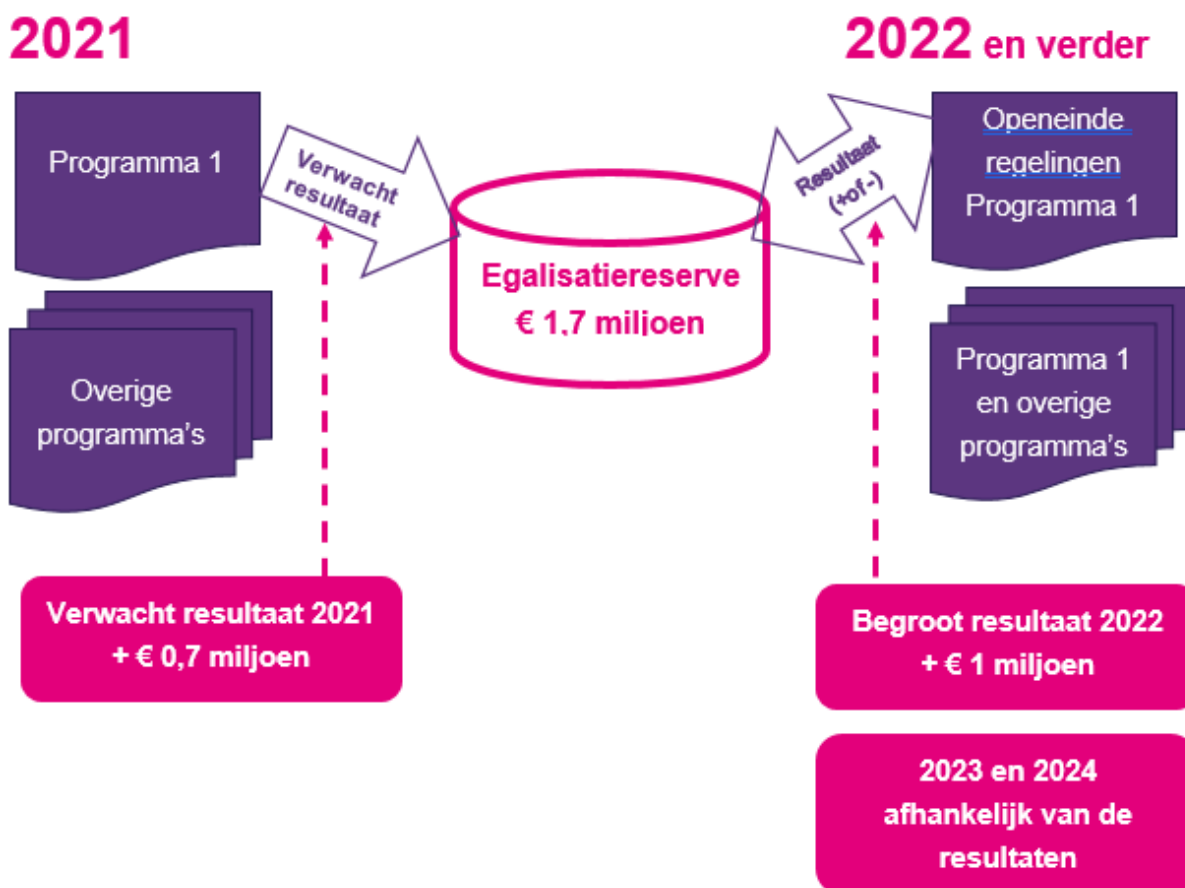 2021
2022 en verder
Programma 1
Verwacht
resultaat
Resultaat
(+of-)
Openeinde
regelingen
Programma 1
Egalisatiereserve
€ 1,7 miljoen
Overige
programma's
Programma 1
en overige
programma's
Verwacht resultaat 2021
+ € 0,7 miljoen
Begroot resultaat 2022
+ € 1 miljoen
2023 en 2024
afhankelijk van de
resultaten